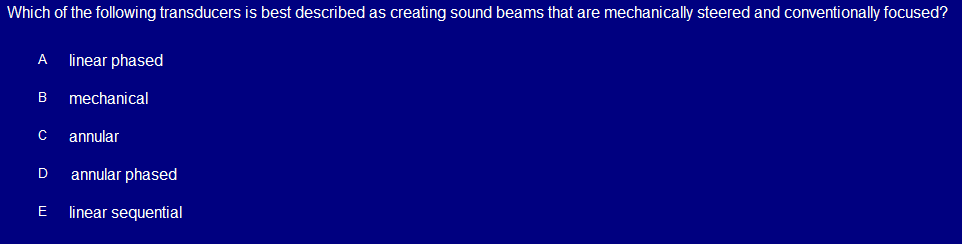 Which of the following transducers is best described as creating sound beams that are mechanically steered and conventionally focused?
A linear phased
B mechanical
C annular
D annular phased
E linear sequential